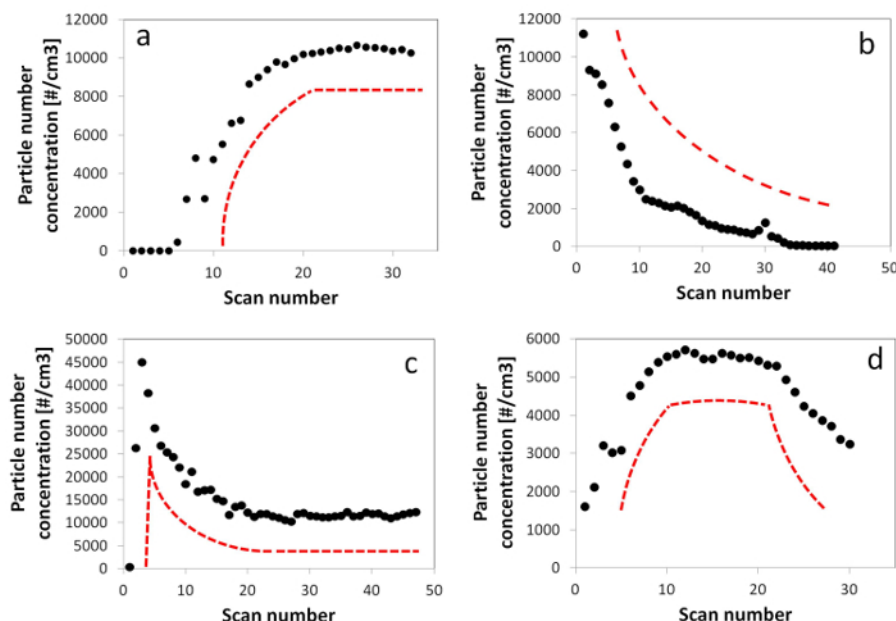 a
12000
10000
8000
6000
4000
2000
0
0 10 20 30
Scan number
Particle number
concentration [#/cm3]
b
12000
10000
8000
6000
4000
2000
0
0 10 20 30 40 50
Scan number
Particle number
concentration [#/cm3]
c
50000
45000
40000
35000
30000
25000
20000
15000
10000
5000
0
0 10 20 30 40 50
Scan number
Particle number
concentration [#/cm3]
d
6000
5000
4000
3000
2000
1000
0
0 10 20 30
Scan number
Particle number
concentration [#/cm3]